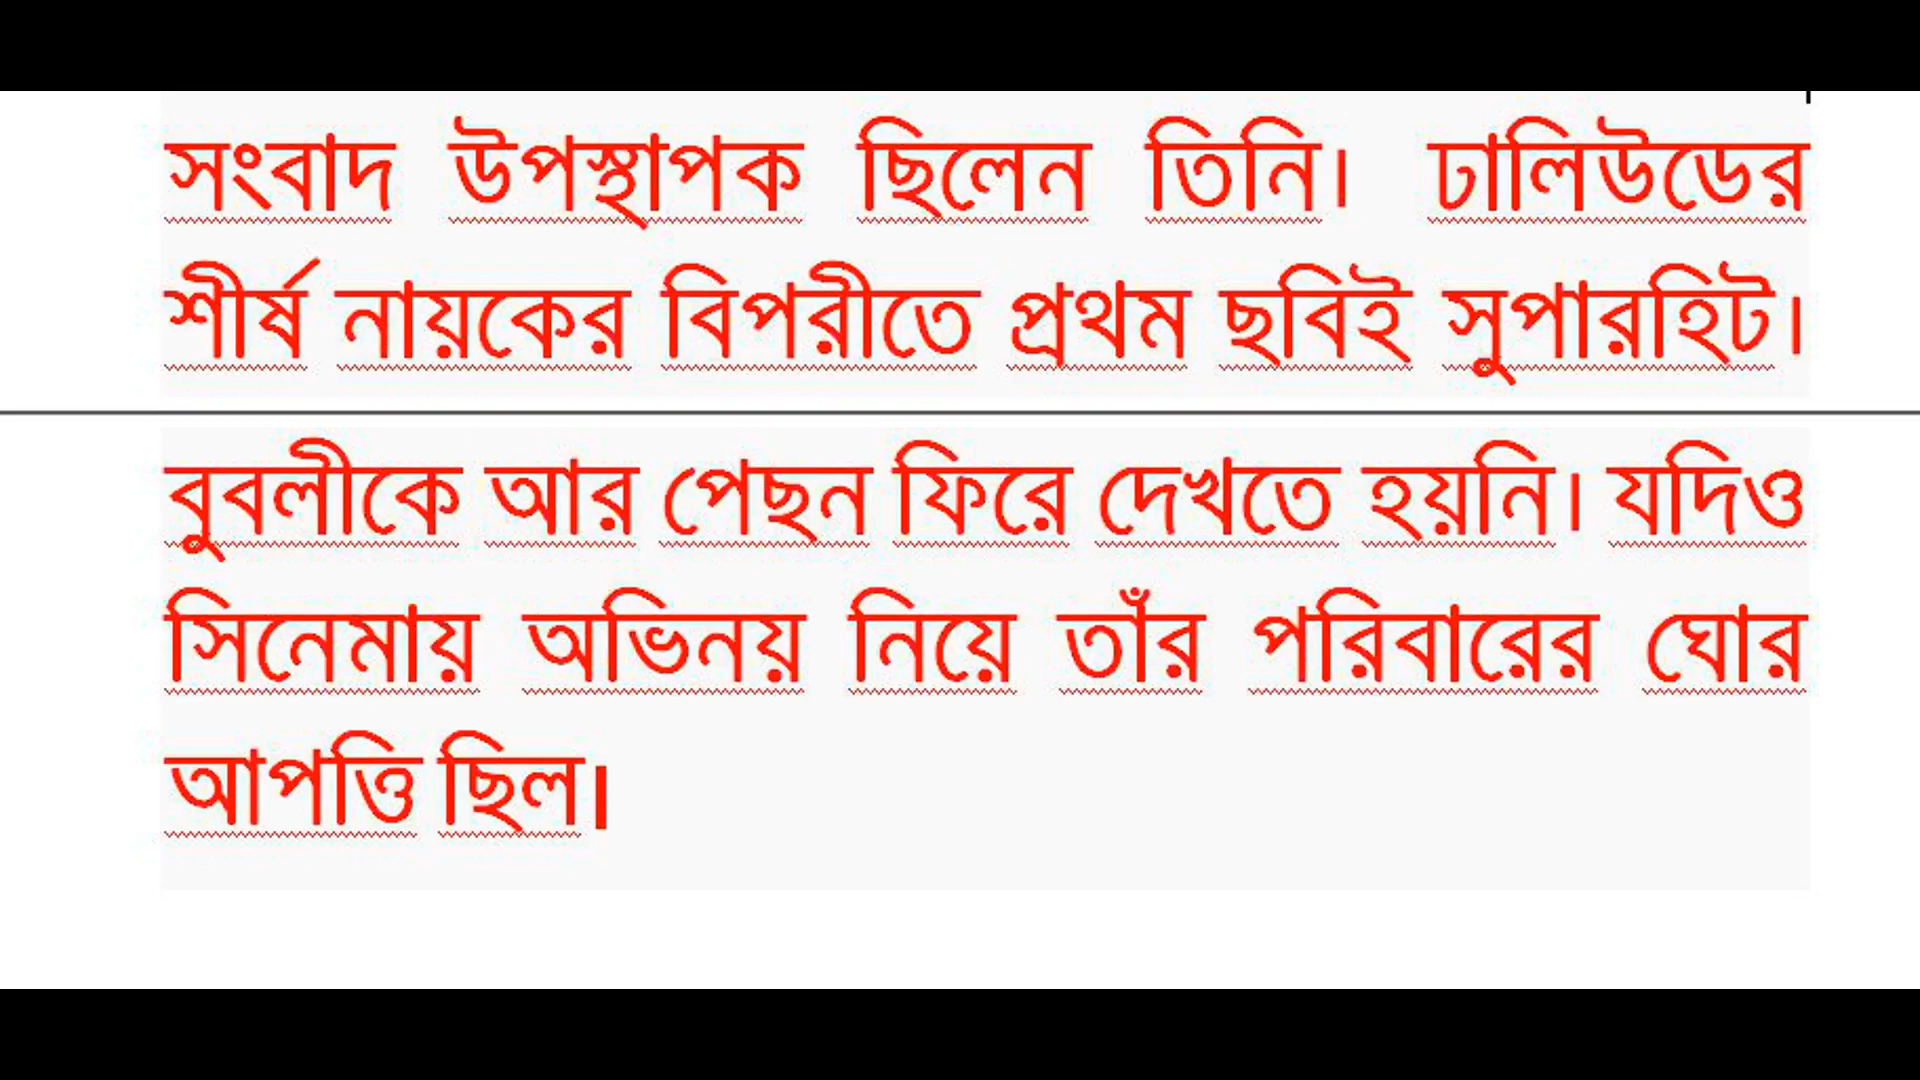 সংবাদ উপস্থাপক ছিলেন তিনি। ঢালিউডের
শীর্ষ নায়কের বিপরীতে প্রথম ছবিই সুপারহিট।
বুবলীকে আর পেছন ফিরে দেখতে হয়নি। যদিও
সিনেমায় অভিনয় নিয়ে তাঁর পরিবারের ঘোর
আপত্তি ছিল।